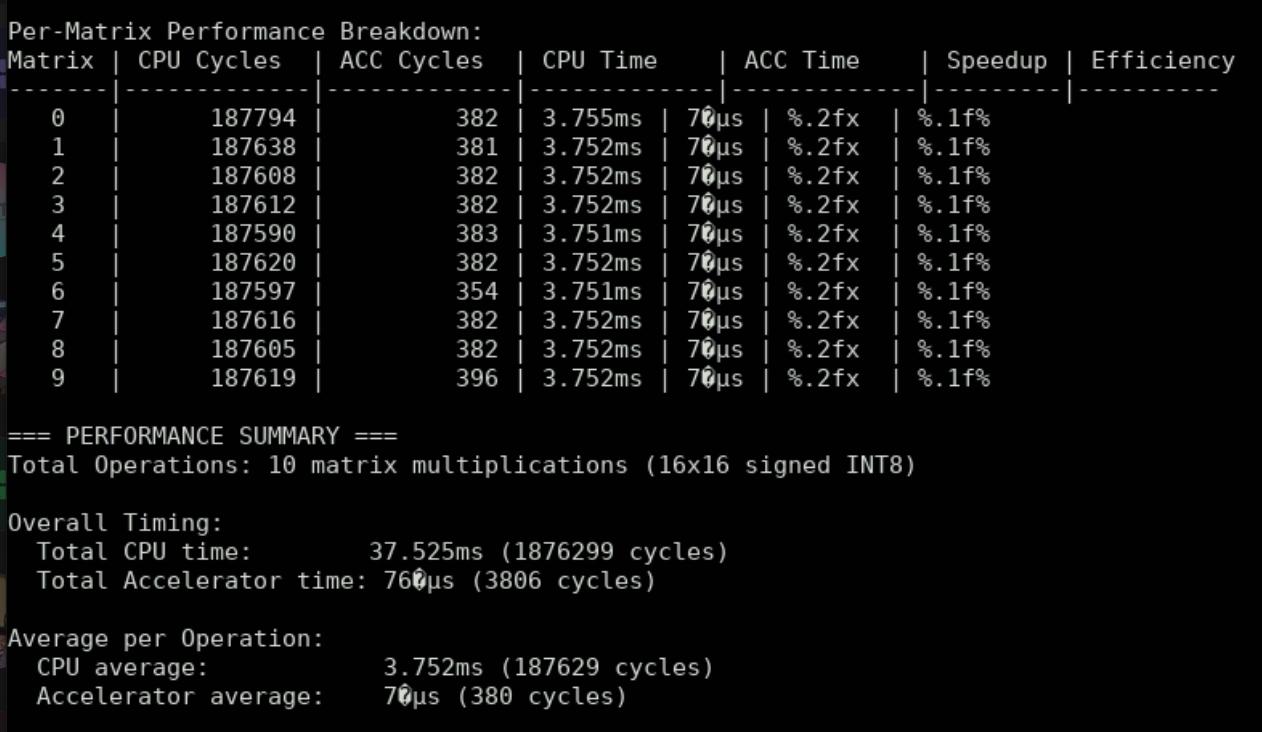 Per-Matrix Performance Breakdown:
Matrix | CPU Cycles  | ACC Cycles  | CPU Time    | ACC Time    | Speedup | Efficiency
-------|-------------|-------------|-------------|-------------|---------|----------
   0   |      187794 |         382 | 3.755ms | 7�µs | %.2fx  | %.1f%
   1   |      187638 |         381 | 3.752ms | 7�µs | %.2fx  | %.1f%
   2   |      187608 |         382 | 3.752ms | 7�µs | %.2fx  | %.1f%
   3   |      187612 |         382 | 3.752ms | 7�µs | %.2fx  | %.1f%
   4   |      187590 |         383 | 3.751ms | 7�µs | %.2fx  | %.1f%
   5   |      187620 |         382 | 3.752ms | 7�µs | %.2fx  | %.1f%
   6   |      187597 |         354 | 3.751ms | 7�µs | %.2fx  | %.1f%
   7   |      187616 |         382 | 3.752ms | 7�µs | %.2fx  | %.1f%
   8   |      187605 |         382 | 3.752ms | 7�µs | %.2fx  | %.1f%
   9   |      187619 |         396 | 3.752ms | 7�µs | %.2fx  | %.1f%
=== PERFORMANCE SUMMARY ===
Total Operations: 10 matrix multiplications (16x16 signed INT8)
Overall Timing:
  Total CPU time:        37.525ms (1876299 cycles)
  Total Accelerator time: 76�µs (3806 cycles)
Average per Operation:
  CPU average:            3.752ms (187629 cycles)
  Accelerator average:    7�µs (380 cycles)